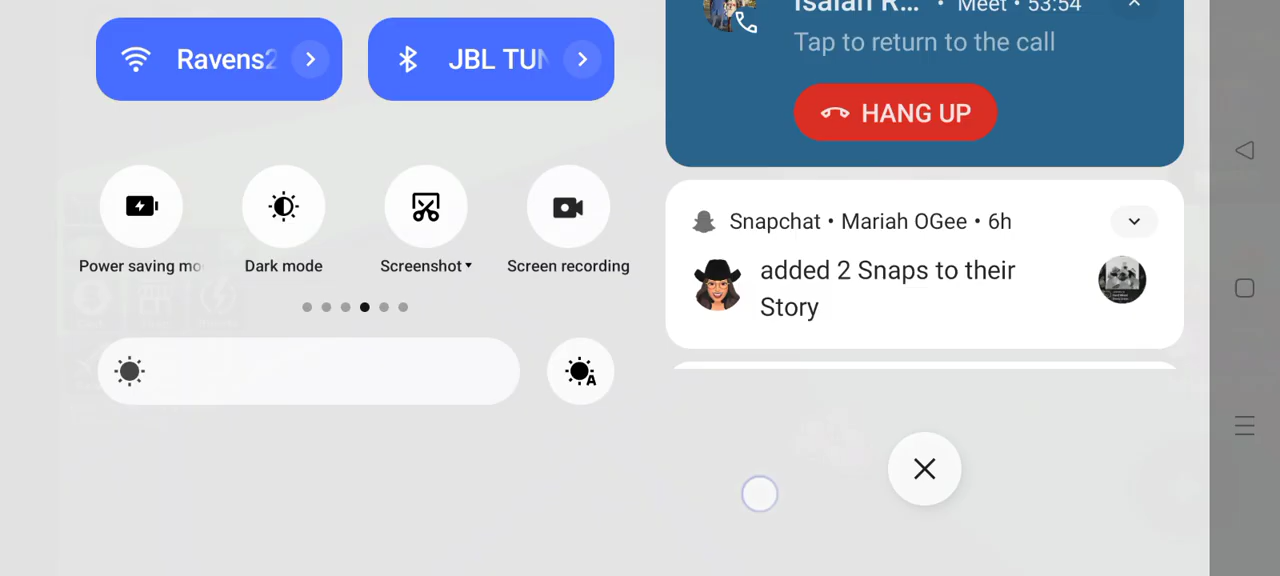 Ravens2
JBL TUN
Power saving mo
Dark mode
Screenshot
Screen recording
Isaiah R... • Meet • 53:54
Tap to return to the call
HANG UP
Snapchat • Mariah OGee • 6h
added 2 Snaps to their
Story